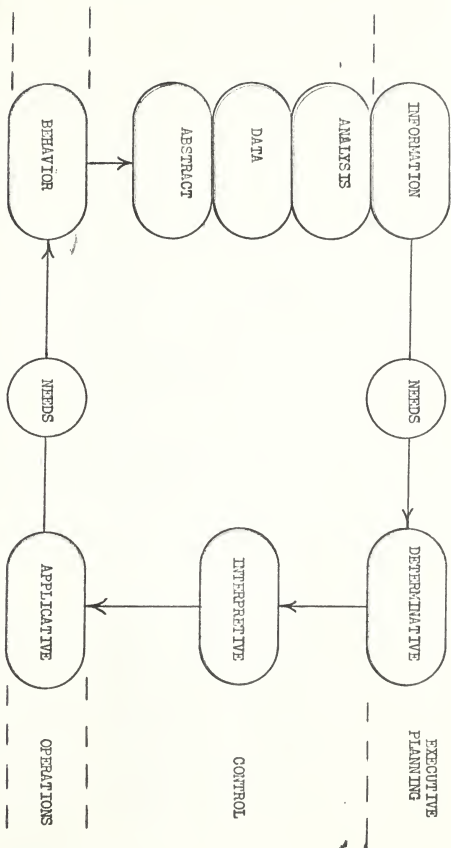 INFORMATION
NEEDS
DETERMINATIVE
EXECUTIVE
PLANNING
ANALYSIS
DATA
INTERPRETIVE
CONTROL
ABSTRACT
BEHAVIOR
NEEDS
APPLICATIVE
OPERATIONS